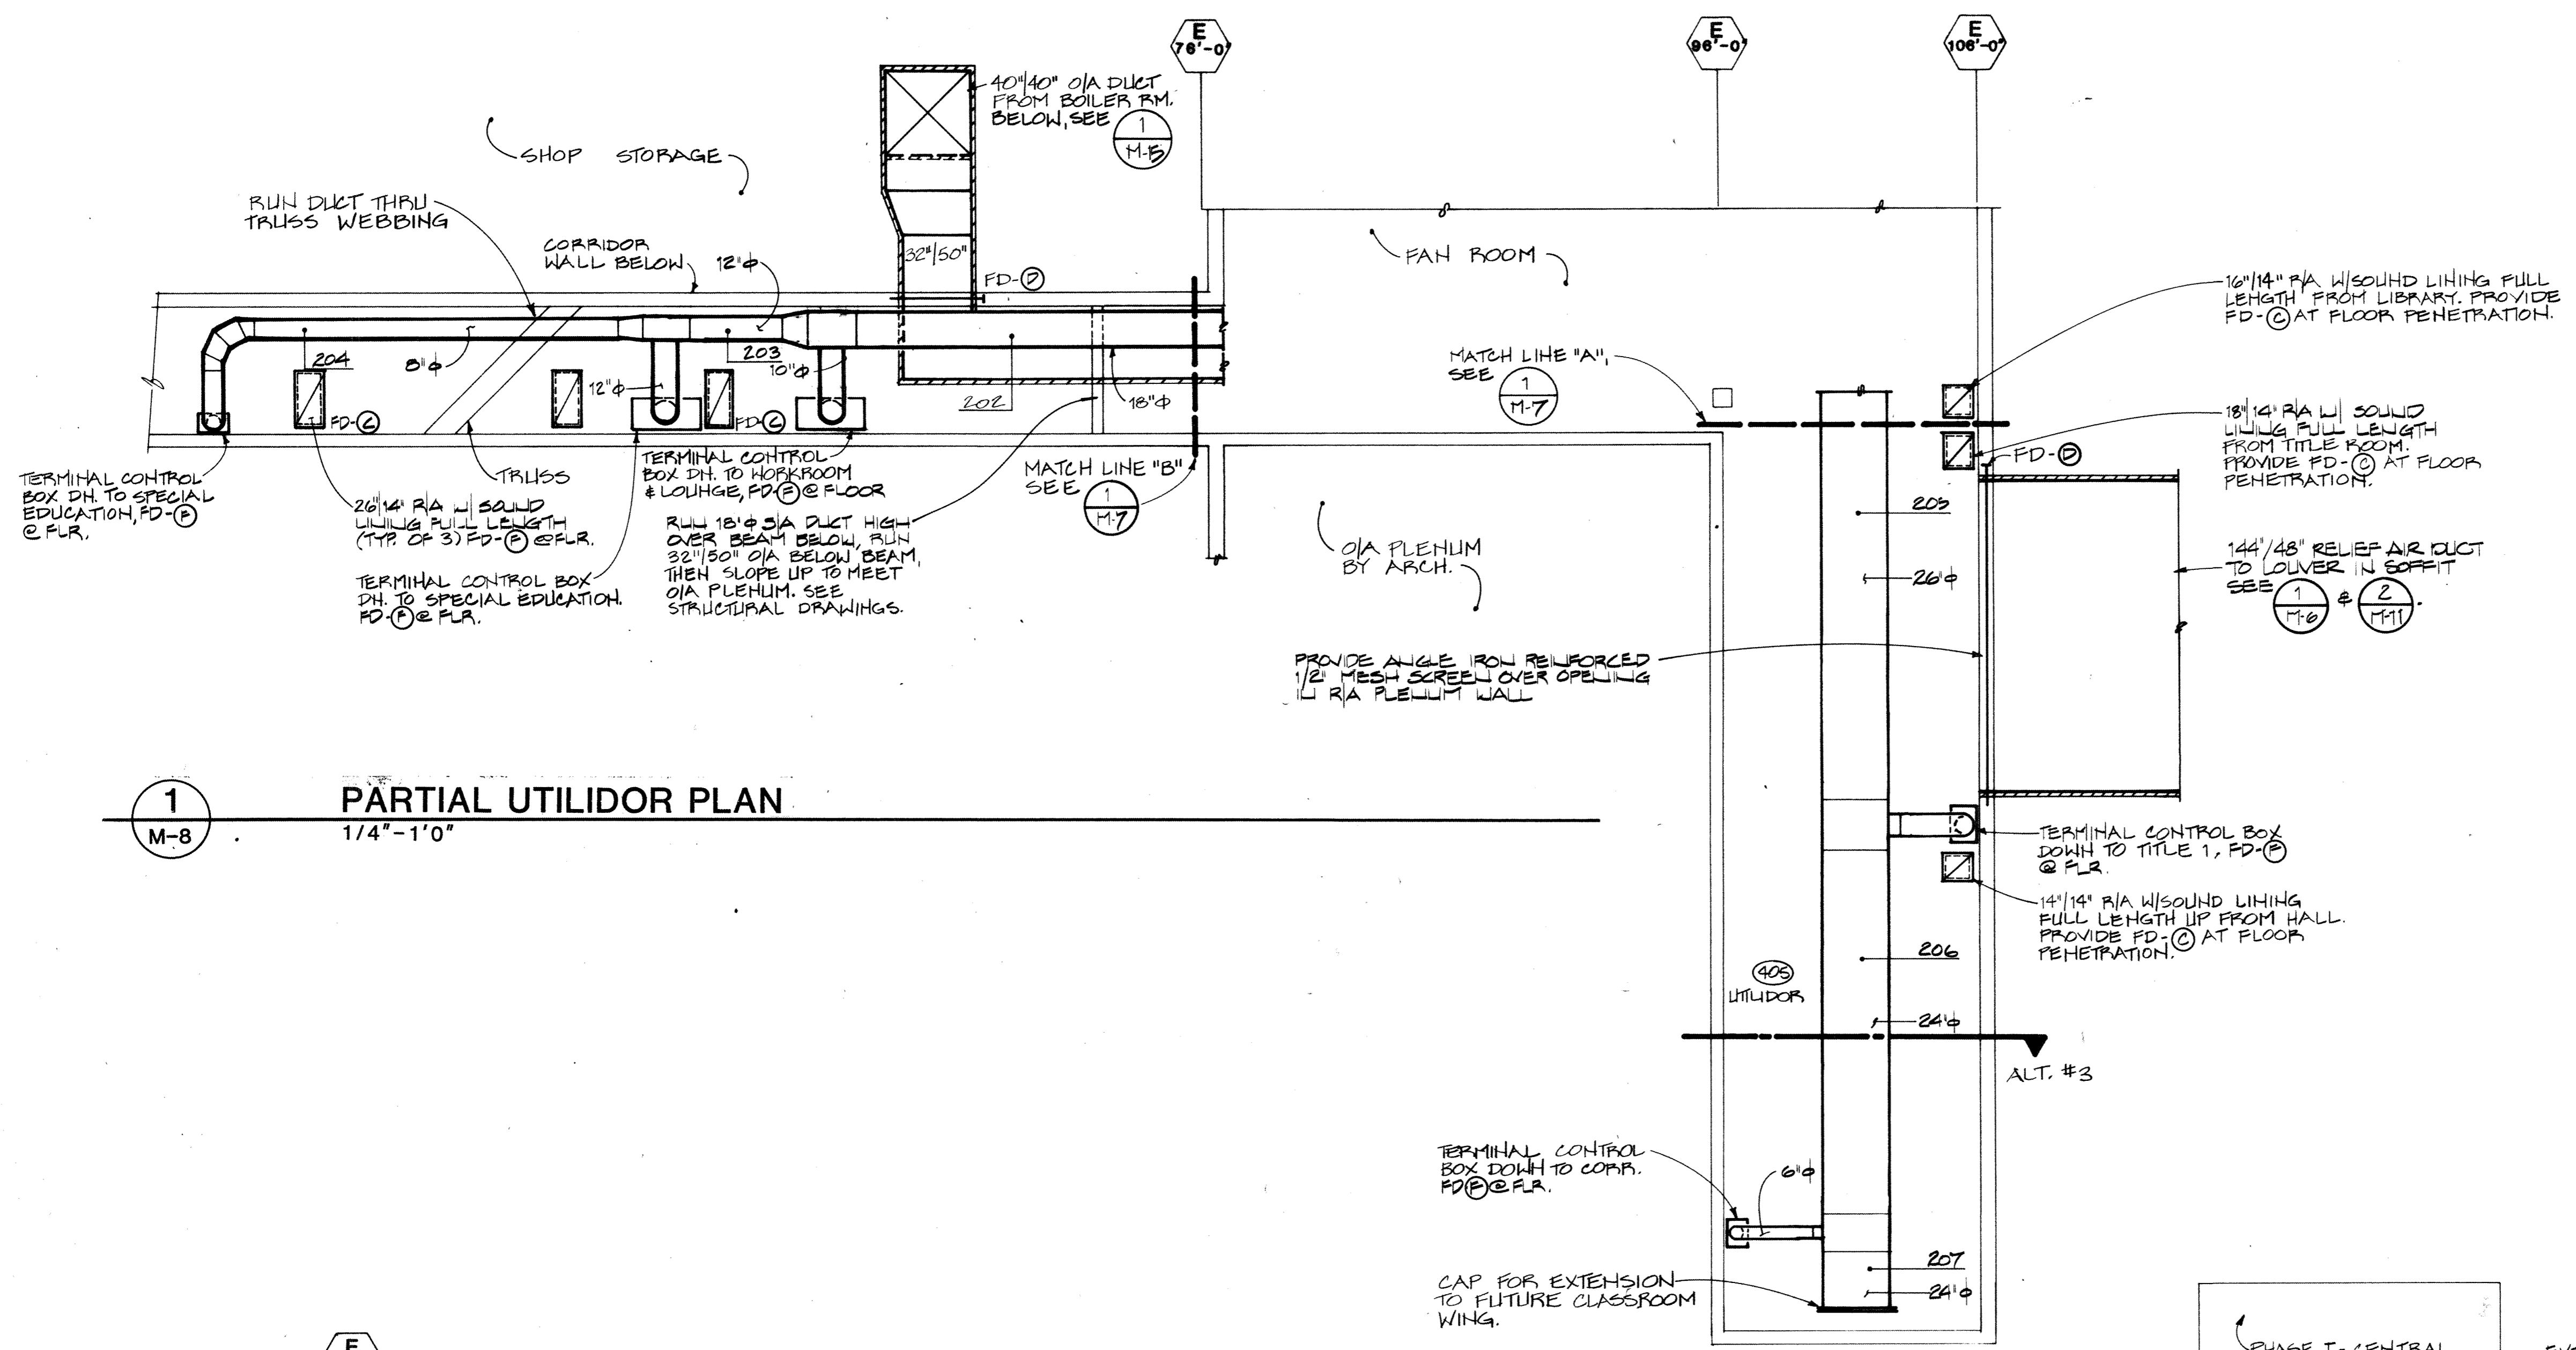 E
76'-0"
E
96'-0"
E
106'-0"
40"/40" O/A DUCT
FROM BOILER RM.
BELOW, SEE
1
M-15
SHOP STORAGE
RUN DUCT THRU
TRUSS WEBBING
CORRIDOR
WALL BELOW
12"φ
32"/50"
FD-D
FAN ROOM
16"/14" R/A W/SOUND LINING FULL
LENGTH FROM LIBRARY. PROVIDE
FD-C AT FLOOR PENETRATION.
204
8"φ
203
10"φ
12"φ
202
18"φ
FD-C
FD-C
MATCH LINE "A",
SEE
1
M-7
18"/14" R/A W/ SOUND
LINING FULL LENGTH
FROM TITLE ROOM.
PROVIDE FD-C AT FLOOR
PENETRATION.
FD-D
TERMINAL CONTROL
BOX DN. TO SPECIAL
EDUCATION, FD-F
@ FLR.
TRUSS
26"/14" R/A W/ SOUND
LINING FULL LENGTH
(TYP. OF 3) FD-F @FLR.
TERMINAL CONTROL
BOX DN. TO WORKROOM
& LOUNGE, FD-F @ FLOOR
MATCH LINE "B"
SEE
1
M-7
TERMINAL CONTROL BOX
DN. TO SPECIAL EDUCATION.
FD-F @ FLR.
RUN 18"φ S/A DUCT HIGH
OVER BEAM BELOW, RUN
32"/50" O/A BELOW BEAM,
THEN SLOPE UP TO MEET
O/A PLENUM. SEE
STRUCTURAL DRAWINGS.
O/A PLENUM
BY ARCH.
205
26"φ
144"/48" RELIEF AIR DUCT
TO LOUVER IN SOFFIT
SEE
1
M-6
&
2
M-11
.
PROVIDE ANGLE IRON REINFORCED
1/2" MESH SCREEN OVER OPENING
IN R/A PLENUM WALL
1
M-8
PARTIAL UTILIDOR PLAN
1/4"-1'0"
TERMINAL CONTROL BOX
DOWN TO TITLE 1, FD-F
@ FLR.
14"/14" R/A W/SOUND LINING
FULL LENGTH UP FROM HALL.
PROVIDE FD-C AT FLOOR
PENETRATION.
206
405
UTILIDOR
24"φ
ALT. #3
TERMINAL CONTROL
BOX DOWN TO CORR.
FD F @ FLR.
6"φ
207
24"φ
CAP FOR EXTENSION
TO FUTURE CLASSROOM
WING.
E
PHASE I- CENTRAL